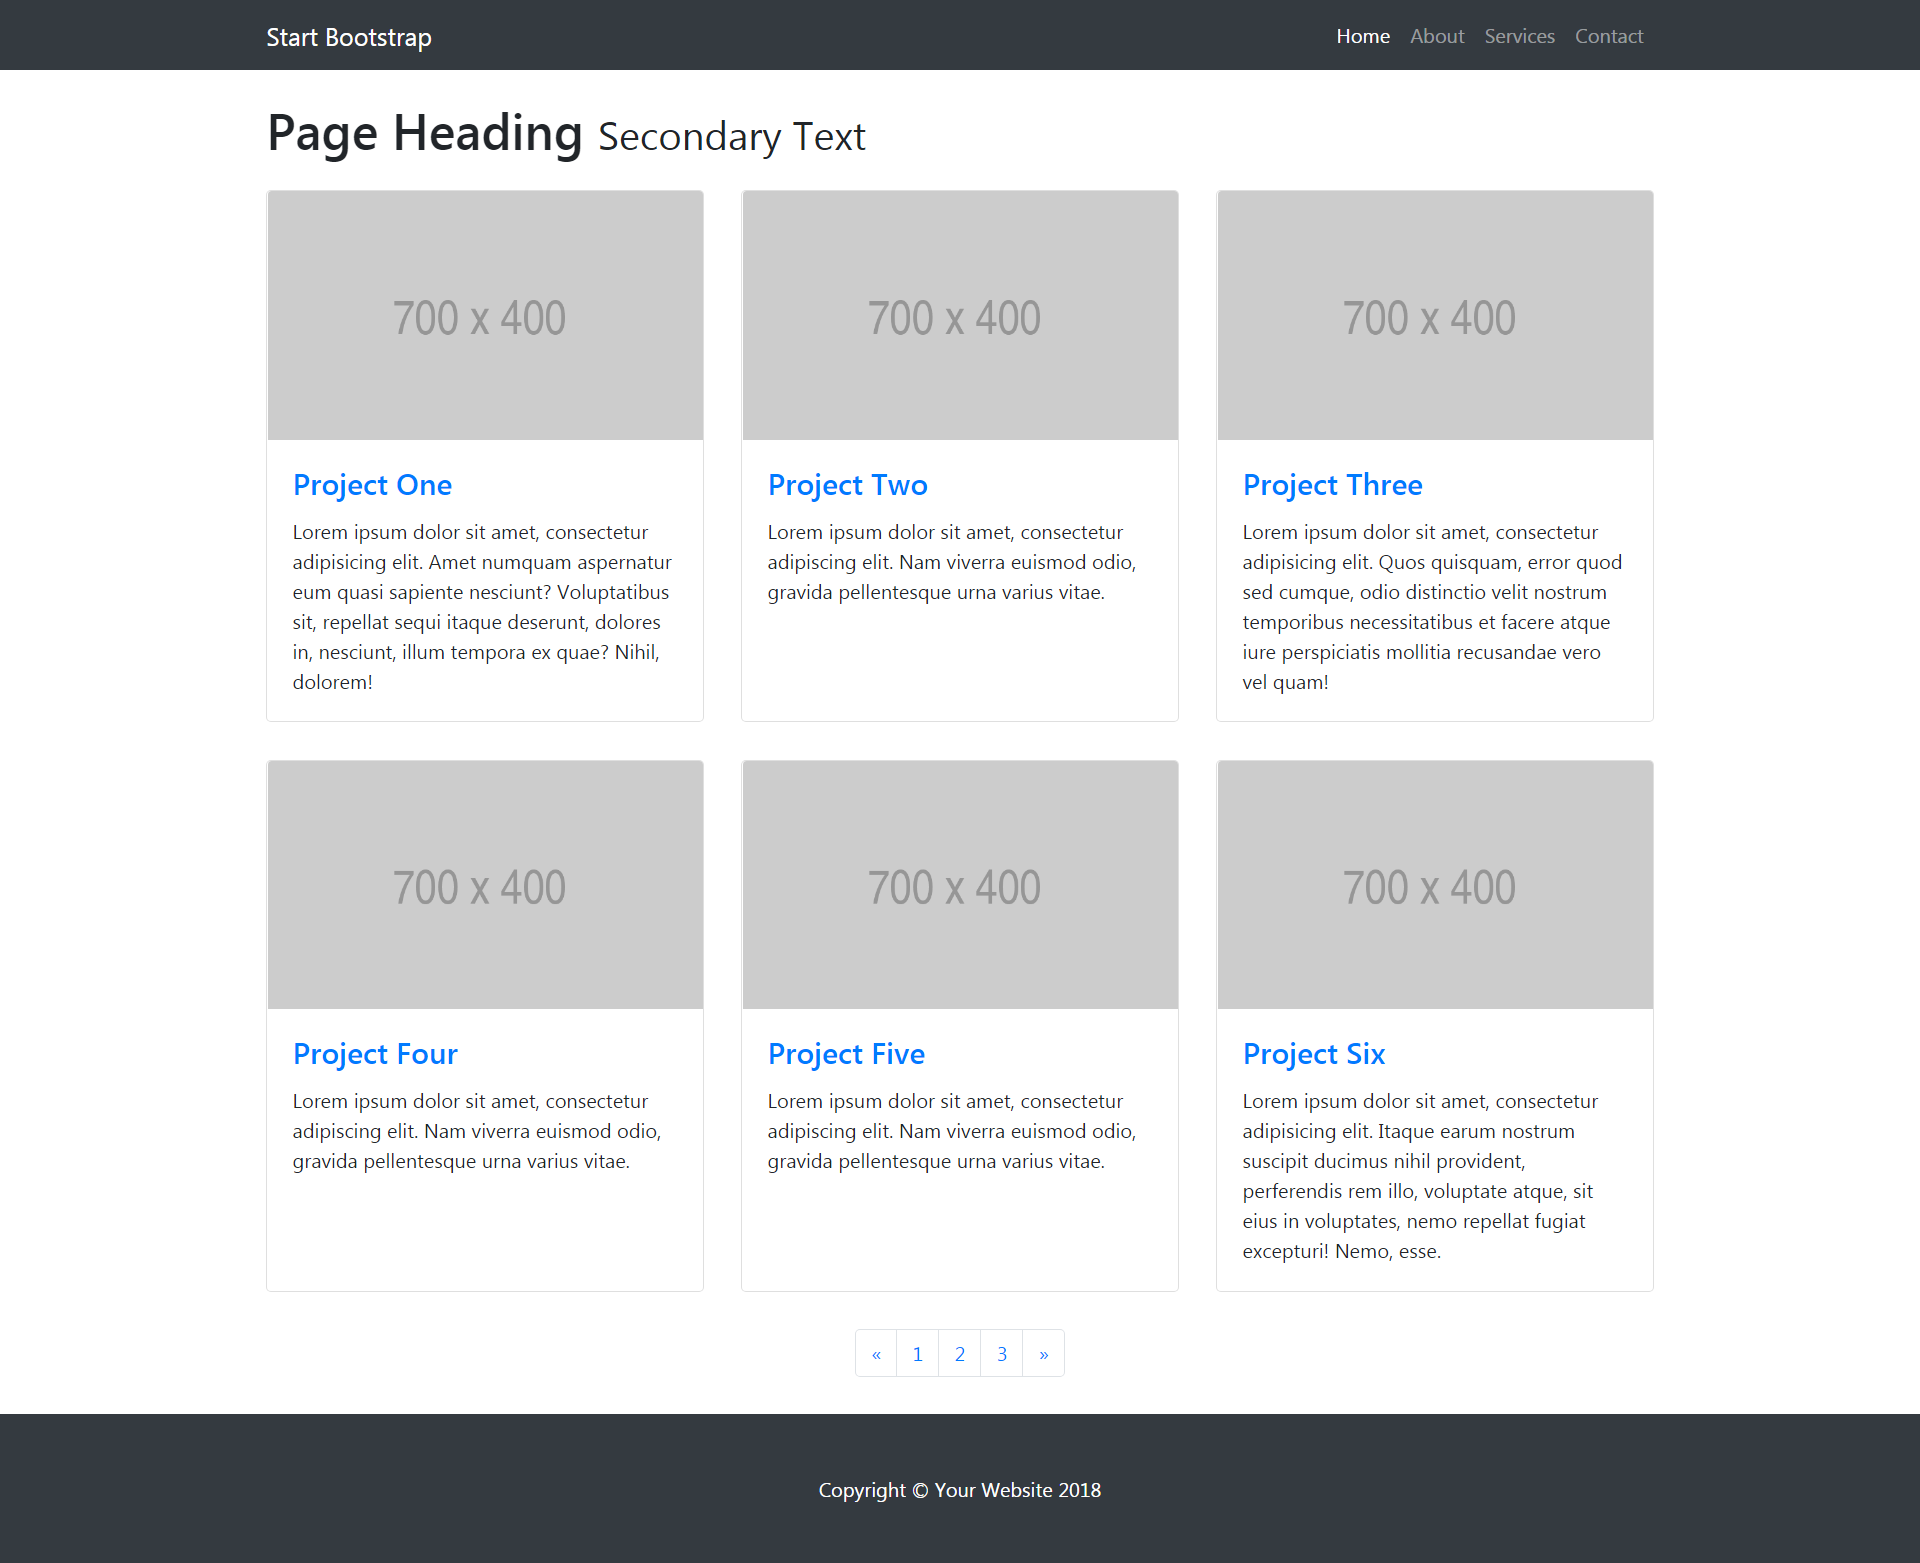 Start Bootstrap
Home About Services Contact
Page Heading Secondary Text
700 x 400
700 x 400
700 x 400
Project One
Lorem ipsum dolor sit amet, consectetur
adipisicing elit. Amet numquam aspernatur
eum quasi sapiente nesciunt? Voluptatibus
sit, repellat sequi itaque deserunt, dolores
in, nesciunt, illum tempora ex quae? Nihil,
dolorem!
Project Two
Lorem ipsum dolor sit amet, consectetur
adipiscing elit. Nam viverra euismod odio,
gravida pellentesque urna varius vitae.
Project Three
Lorem ipsum dolor sit amet, consectetur
adipisicing elit. Quos quisquam, error quod
sed cumque, odio distinctio velit nostrum
temporibus necessitatibus et facere atque
iure perspiciatis mollitia recusandae vero
vel quam!
700 x 400
700 x 400
700 x 400
Project Four
Lorem ipsum dolor sit amet, consectetur
adipiscing elit. Nam viverra euismod odio,
gravida pellentesque urna varius vitae.
Project Five
Lorem ipsum dolor sit amet, consectetur
adipiscing elit. Nam viverra euismod odio,
gravida pellentesque urna varius vitae.
Project Six
Lorem ipsum dolor sit amet, consectetur
adipisicing elit. Itaque earum nostrum
suscipit ducimus nihil provident,
perferendis rem illo, voluptate atque, sit
eius in voluptates, nemo repellat fugiat
excepturi! Nemo, esse.
« 1 2 3 »
Copyright © Your Website 2018